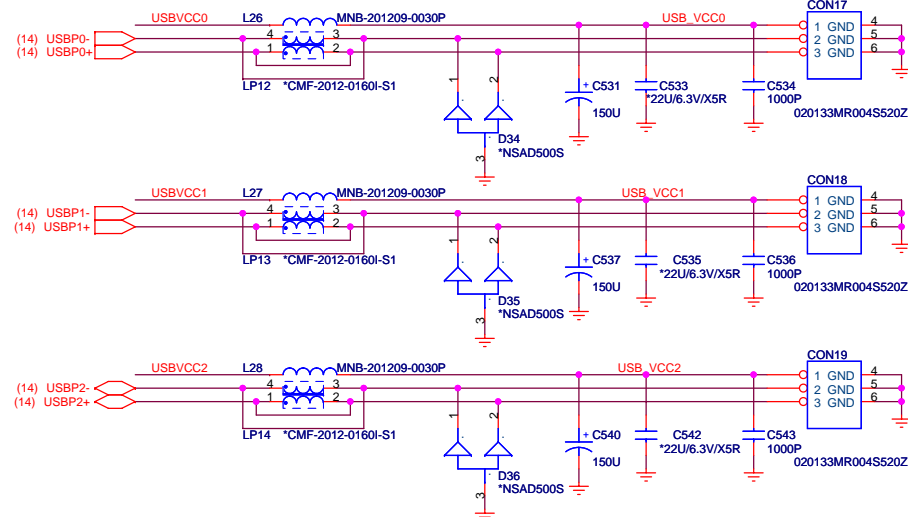 USBVCC0 L26 MNB-201209-0030P USB_VCC0 CON17
(14) USBP0- 4 3 1 GND 4
(14) USBP0+ 1 2 2 GND 5
3 GND 6
LP12 *CMF-2012-0160I-S1
1 2 + C531 C533 C534
*22U/6.3V/X5R 1000P
150U 020133MR004S520Z
D34
3 *NSAD500S
USBVCC1 L27 MNB-201209-0030P USB_VCC1 CON18
(14) USBP1- 4 3 1 GND 4
(14) USBP1+ 1 2 2 GND 5
3 GND 6
LP13 *CMF-2012-0160I-S1
1 2 + C537 C535 C536
*22U/6.3V/X5R 1000P
150U 020133MR004S520Z
D35
3 *NSAD500S
USBVCC2 L28 MNB-201209-0030P USB_VCC2 CON19
(14) USBP2- 4 3 1 GND 4
(14) USBP2+ 1 2 2 GND 5
3 GND 6
LP14 *CMF-2012-0160I-S1
1 2 + C540 C542 C543
*22U/6.3V/X5R 1000P
150U 020133MR004S520Z
D36
3 *NSAD500S